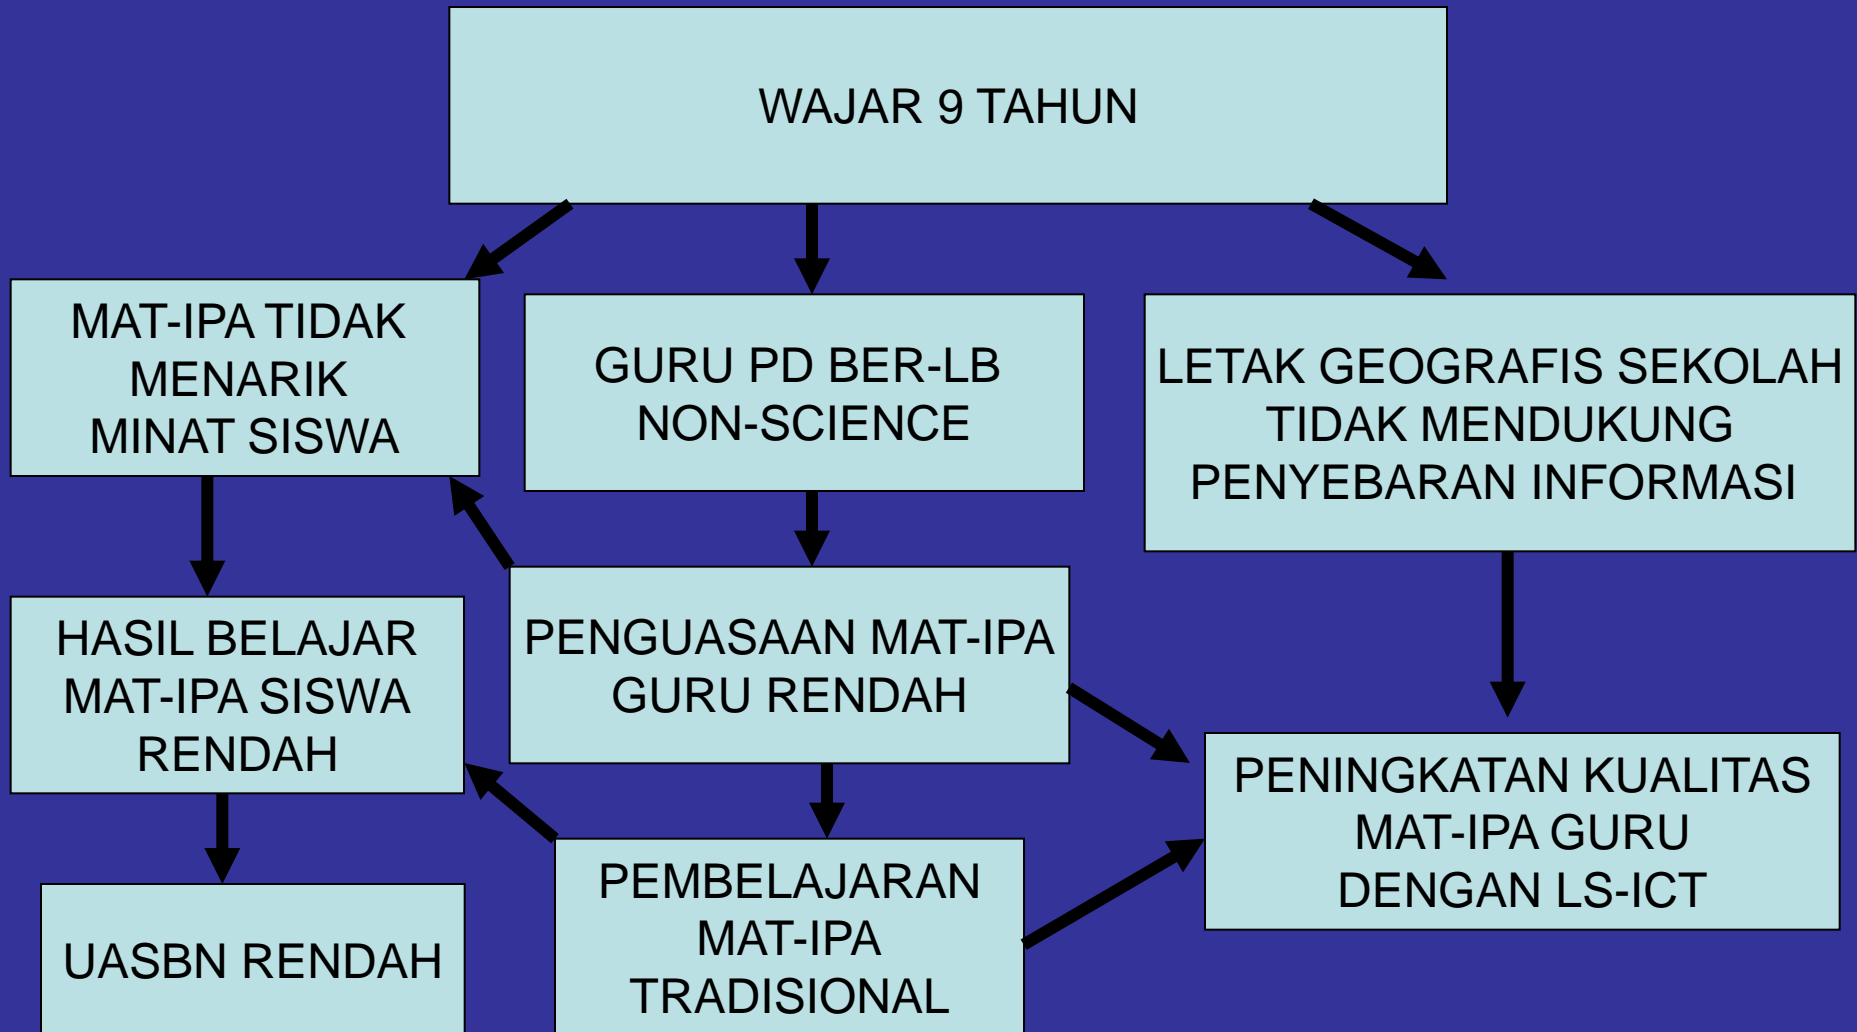 WAJAR 9 TAHUN
MAT-IPA TIDAK
MENARIK
MINAT SISWA
GURU PD BER-LB
NON-SCIENCE
LETAK GEOGRAFIS SEKOLAH
TIDAK MENDUKUNG
PENYEBARAN INFORMASI
HASIL BELAJAR
MAT-IPA SISWA
RENDAH
PENGUASAAN MAT-IPA
GURU RENDAH
PENINGKATAN KUALITAS
MAT-IPA GURU
DENGAN LS-ICT
UASBN RENDAH
PEMBELAJARAN
MAT-IPA
TRADISIONAL